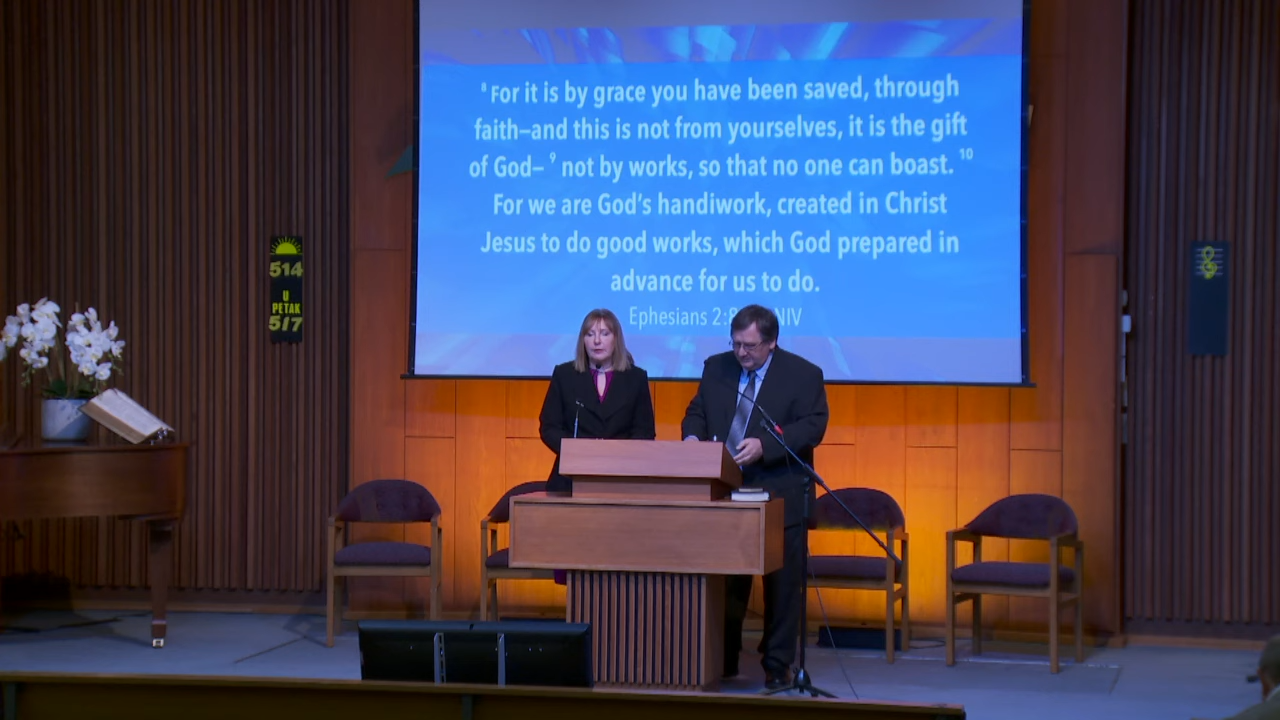 ⁸ For it is by grace you have been saved, through
faith—and this is not from yourselves, it is the gift
of God— ⁹ not by works, so that no one can boast. ¹⁰
For we are God's handiwork, created in Christ
Jesus to do good works, which God prepared in
advance for us to do.
Ephesians 2:8 NIV
514
U
PETAK
517